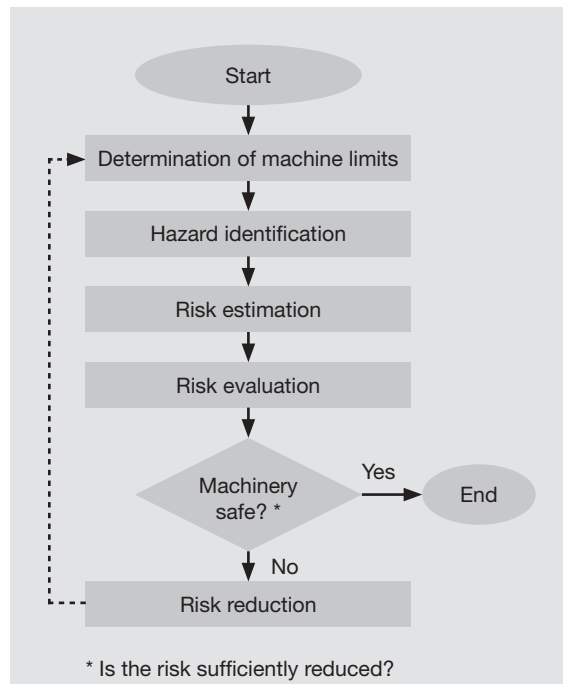 Start
Determination of machine limits
Hazard identification
Risk estimation
Risk evaluation
Machinery
safe? *
Yes
End
No
Risk reduction
* Is the risk sufficiently reduced?